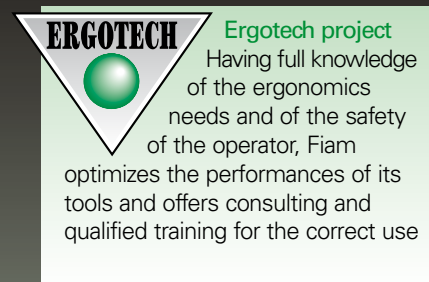 ERGOTECH
Ergotech project
Having full knowledge
of the ergonomics
needs and of the safety
of the operator, Fiam
optimizes the performances of its
tools and offers consulting and
qualified training for the correct use